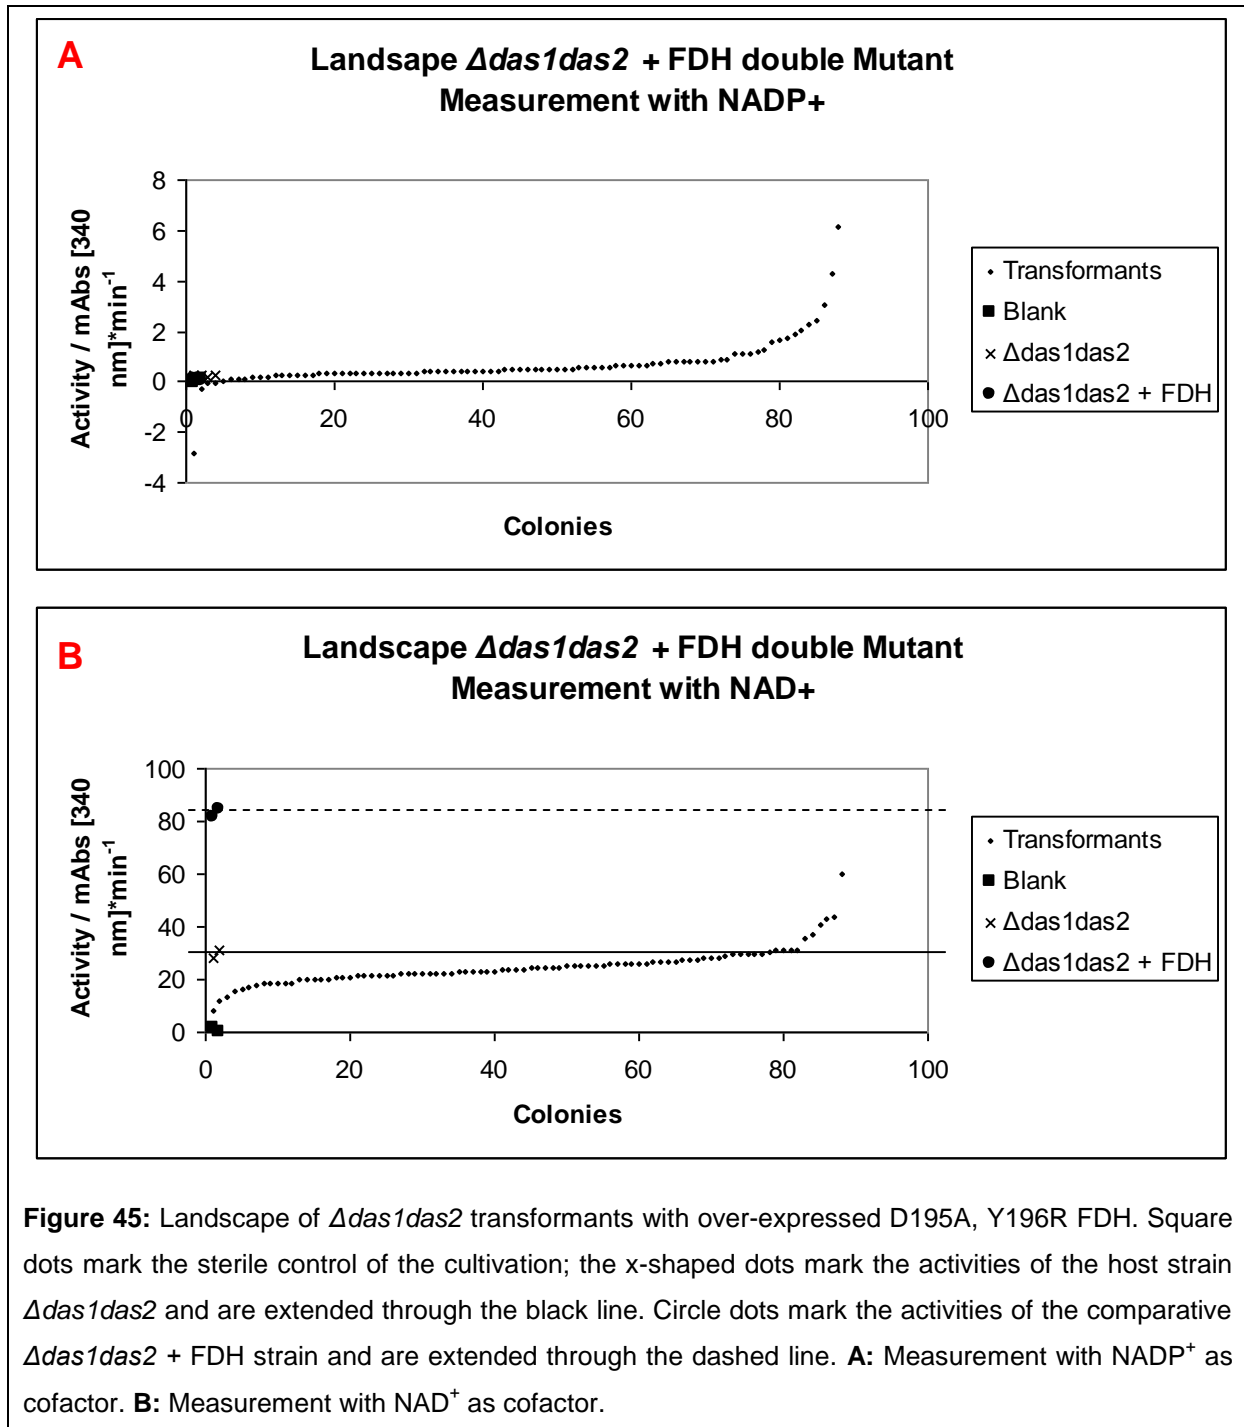 A
Landsape Δdas1das2 + FDH double Mutant
Measurement with NADP+
Activity / mAbs [340
nm]*min-1
8
6
4
2
0
-2
-4
0
20
40
60
80
100
Colonies
Transformants
Blank
Δdas1das2
Δdas1das2 + FDH
B
Landscape Δdas1das2 + FDH double Mutant
Measurement with NAD+
Activity / mAbs [340
nm]*min-1
100
80
60
40
20
0
0
20
40
60
80
100
Colonies
Transformants
Blank
Δdas1das2
Δdas1das2 + FDH
Figure 45: Landscape of Δdas1das2 transformants with over-expressed D195A, Y196R FDH. Square
dots mark the sterile control of the cultivation; the x-shaped dots mark the activities of the host strain
Δdas1das2 and are extended through the black line. Circle dots mark the activities of the comparative
Δdas1das2 + FDH strain and are extended through the dashed line. A: Measurement with NADP+ as
cofactor. B: Measurement with NAD+ as cofactor.